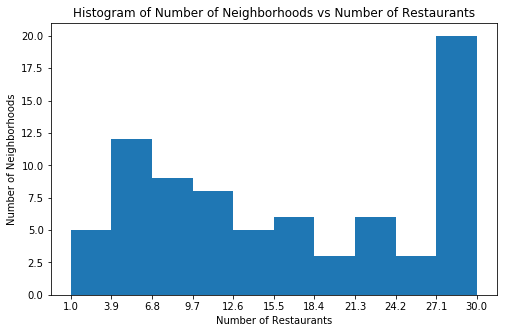 Histogram of Number of Neighborhoods vs Number of Restaurants
20.0
17.5
15.0
12.5
10.0
7.5
5.0
2.5
0.0
Number of Neighborhoods
1.0 3.9 6.8 9.7 12.6 15.5 18.4 21.3 24.2 27.1 30.0
Number of Restaurants